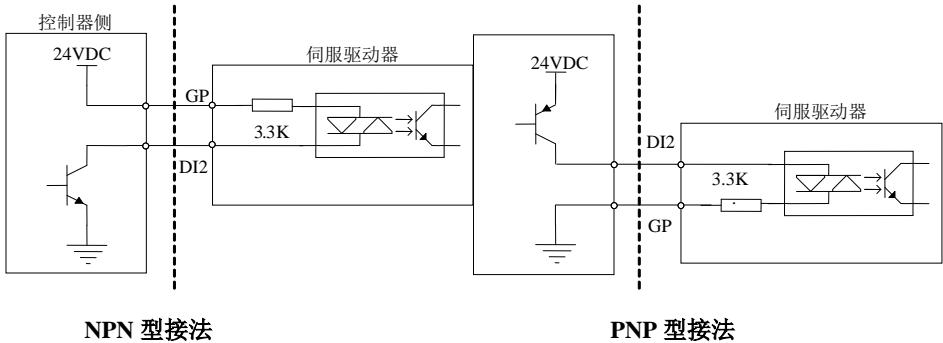 控制器侧
24VDC
伺服驱动器
GP
3.3K
DI2
NPN 型接法
24VDC
伺服驱动器
DI2
3.3K
GP
PNP 型接法